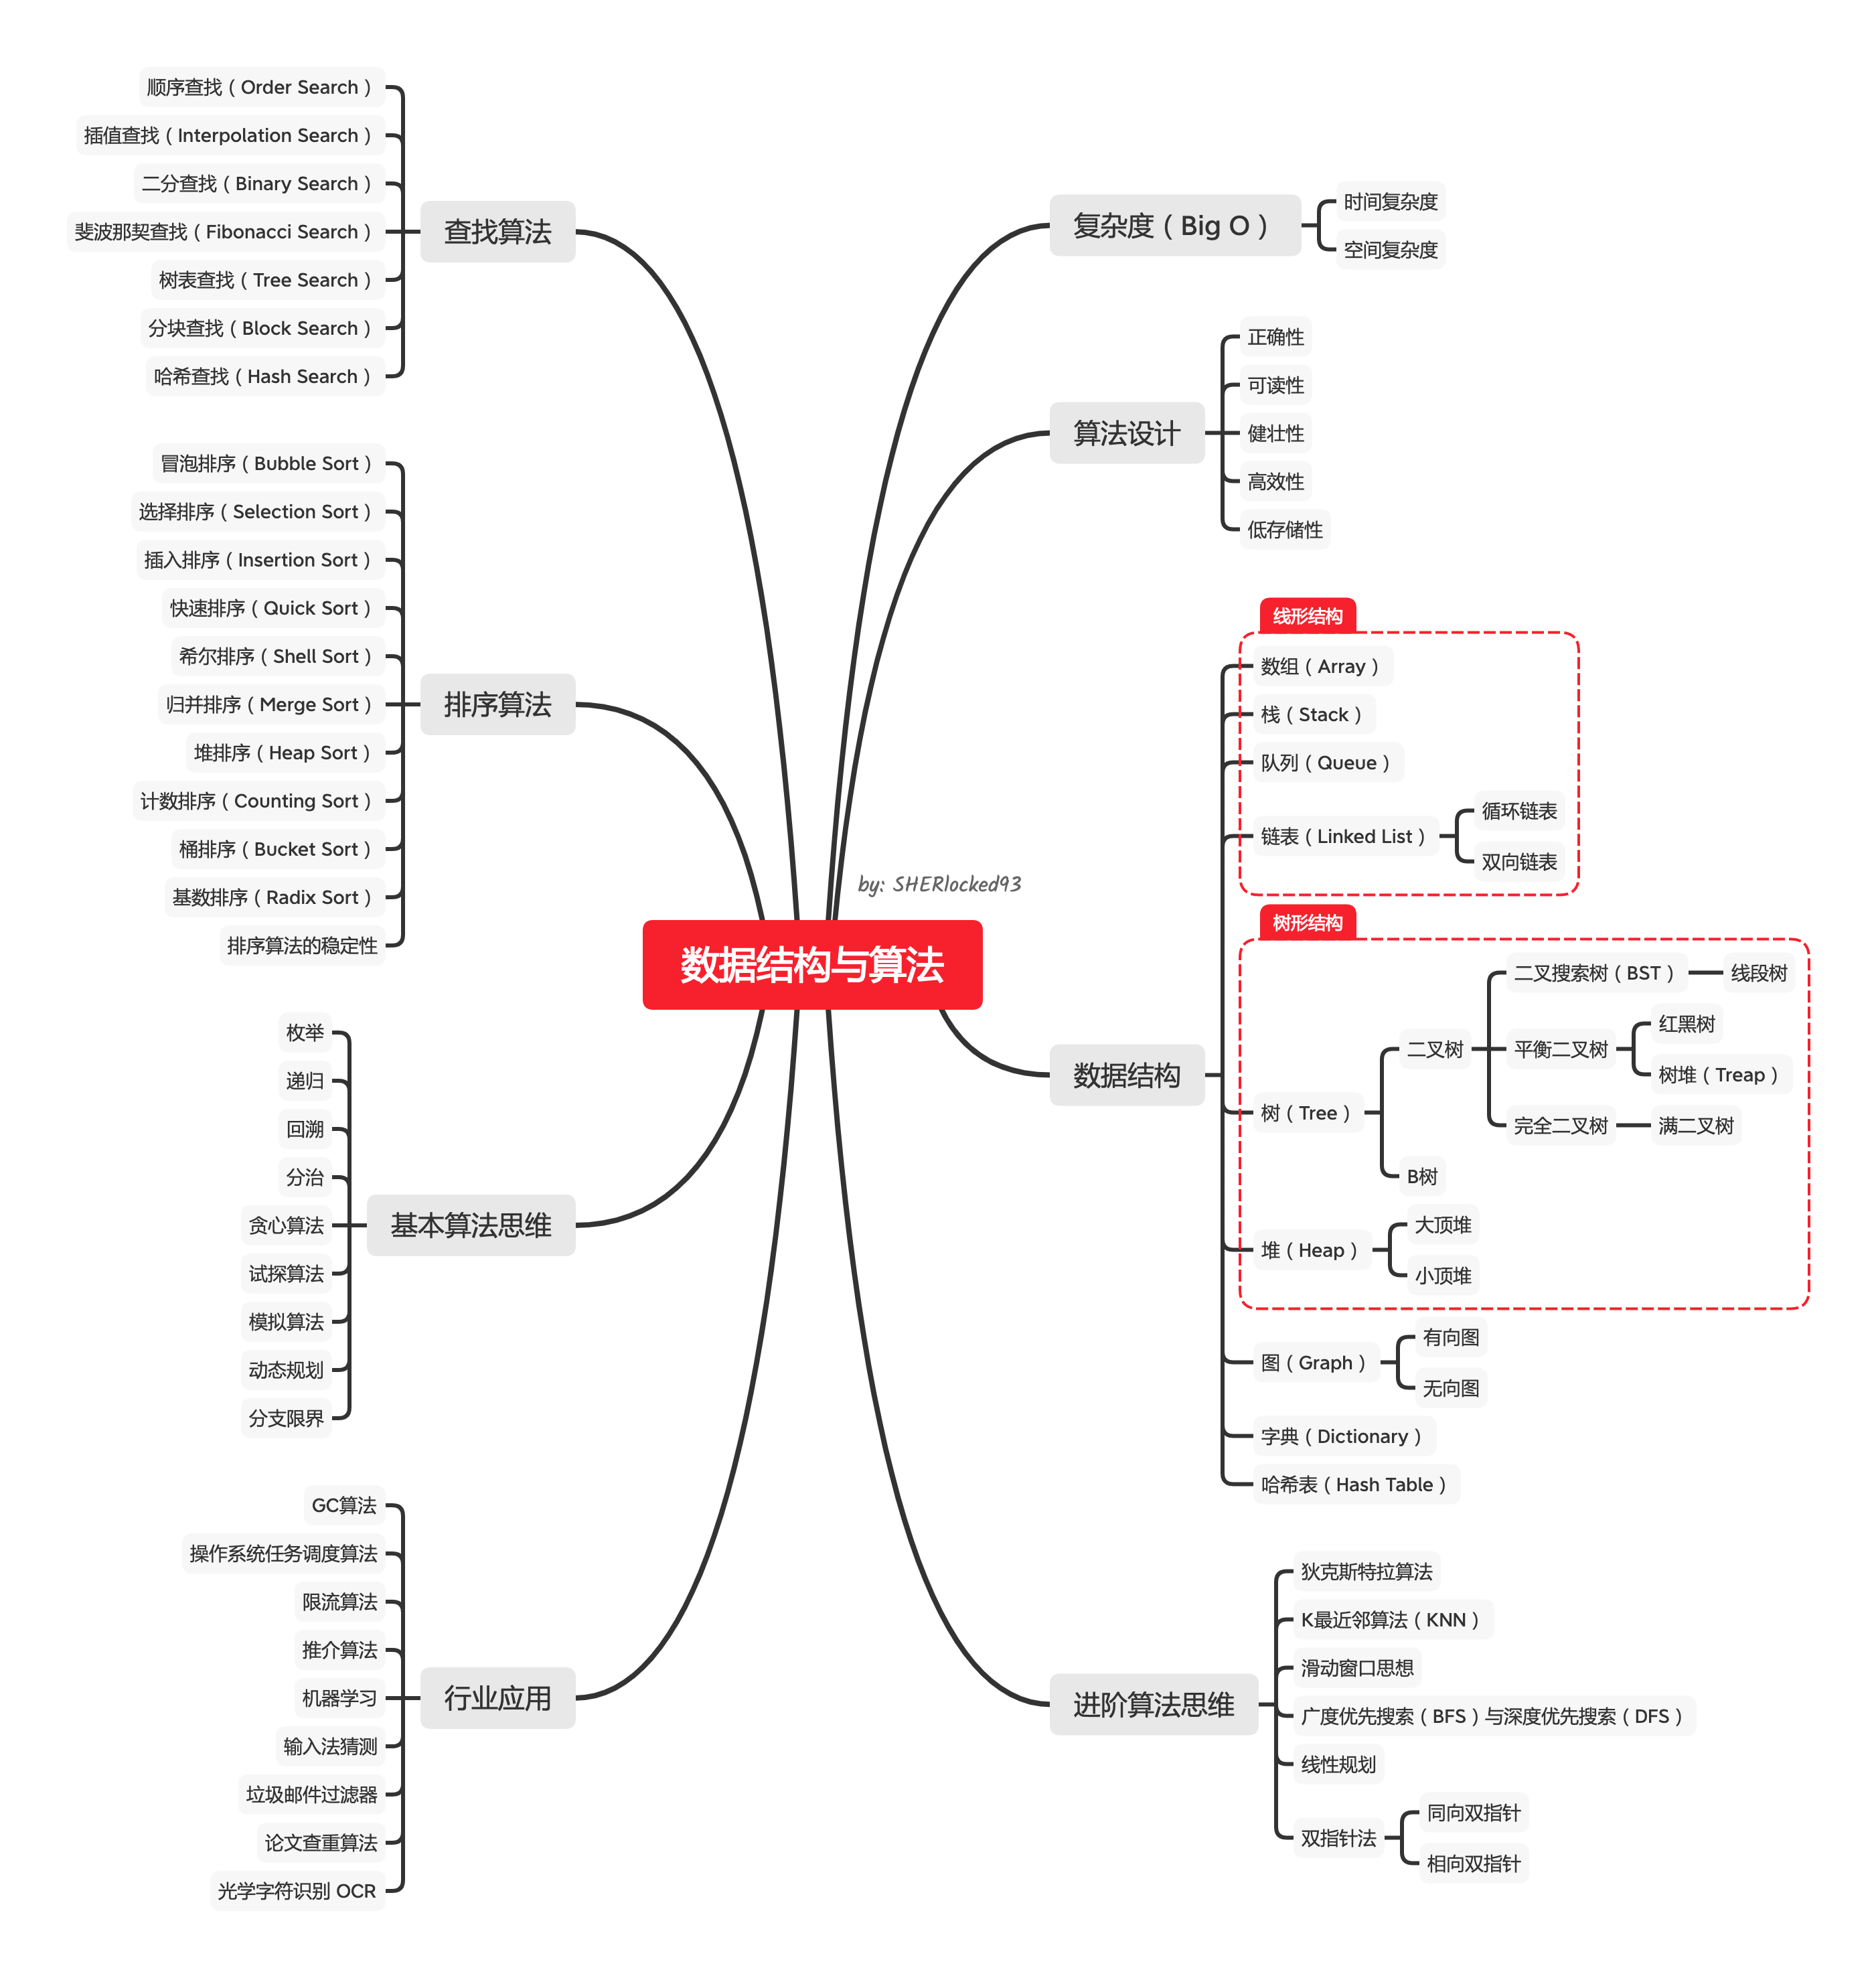 数据结构与算法
by: SHERlocked93
查找算法
顺序查找（Order Search）
插值查找（Interpolation Search）
二分查找（Binary Search）
斐波那契查找（Fibonacci Search）
树表查找（Tree Search）
分块查找（Block Search）
哈希查找（Hash Search）
排序算法
冒泡排序（Bubble Sort）
选择排序（Selection Sort）
插入排序（Insertion Sort）
快速排序（Quick Sort）
希尔排序（Shell Sort）
归并排序（Merge Sort）
堆排序（Heap Sort）
计数排序（Counting Sort）
桶排序（Bucket Sort）
基数排序（Radix Sort）
排序算法的稳定性
基本算法思维
枚举
递归
回溯
分治
贪心算法
试探算法
模拟算法
动态规划
分支限界
行业应用
GC算法
操作系统任务调度算法
限流算法
推介算法
机器学习
输入法猜测
垃圾邮件过滤器
论文查重算法
光学字符识别 OCR
复杂度（Big O）
时间复杂度
空间复杂度
算法设计
正确性
可读性
健壮性
高效性
低存储性
数据结构
线形结构
数组（Array）
栈（Stack）
队列（Queue）
链表（Linked List）
循环链表
双向链表
树形结构
树（Tree）
二叉树
二叉搜索树（BST）
线段树
平衡二叉树
红黑树
树堆（Treap）
完全二叉树
满二叉树
B树
堆（Heap）
大顶堆
小顶堆
图（Graph）
有向图
无向图
字典（Dictionary）
哈希表（Hash Table）
进阶算法思维
狄克斯特拉算法
K最近邻算法（KNN）
滑动窗口思想
广度优先搜索（BFS）与深度优先搜索（DFS）
线性规划
双指针法
同向双指针
相向双指针